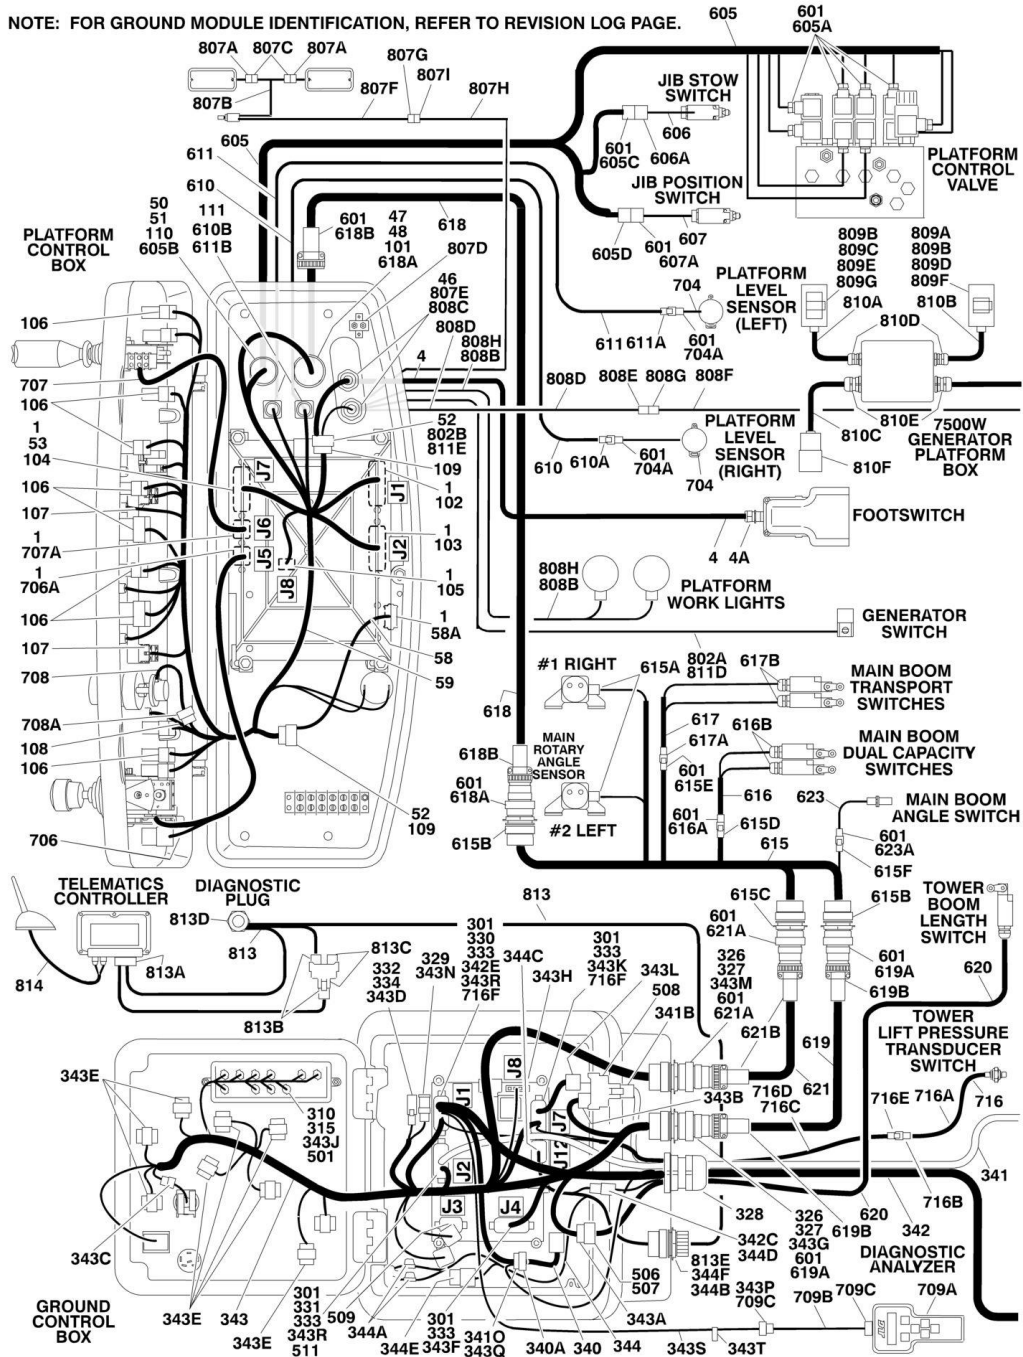 NOTE: FOR GROUND MODULE IDENTIFICATION, REFER TO REVISION LOG PAGE.
605
601
605A
807A
807C
807A
807G
807I
807B
807F
807H
JIB STOW
SWITCH
606
601
605C
606A
PLATFORM
CONTROL
VALVE
605
611
610
JIB POSITION
SWITCH
607
605D
601
607A
50
51
110
605B
111
610B
611B
601
618B
47
48
101
618A
618
807D
PLATFORM
CONTROL
BOX
46
807E
808C
808D
808H
808B
4
PLATFORM
LEVEL
SENSOR
(LEFT)
704
611
611A
601
704A
809B
809C
809E
809G
810A
809A
809B
809D
809F
810B
810D
106
707
106
1
53
104
106
107
1
707A
1
706A
106
107
708
708A
108
106
706
808D
808E
808G
808F
52
802B
811E
109
1
102
1
103
1
105
1
58A
58
59
52
109
J7
J1
J6
J5
J2
J8
610
610A
601
704A
704
PLATFORM
LEVEL
SENSOR
(RIGHT)
810E
810C
810F
7500W
GENERATOR
PLATFORM
BOX
FOOTSWITCH
4
4A
808H
808B
PLATFORM
WORK LIGHTS
GENERATOR
SWITCH
802A
811D
#1 RIGHT
615A
617B
MAIN BOOM
TRANSPORT
SWITCHES
618
617
617A
616B
MAIN BOOM
DUAL CAPACITY
SWITCHES
MAIN
ROTARY
ANGLE
SENSOR
618B
601
618A
615B
#2 LEFT
601
615E
616
601
616A
615D
623
MAIN BOOM
ANGLE SWITCH
601
623A
615F
615
TELEMATICS
CONTROLLER
DIAGNOSTIC
PLUG
813D
813
814
813A
813B
813C
813
615C
601
621A
615B
601
619A
619B
TOWER
BOOM
LENGTH
SWITCH
620
332
334
343D
329
343N
301
330
333
342E
343R
716F
344C
343H
301
333
343K
716F
343L
508
341B
326
327
343M
601
621A
621B
619
621
TOWER
LIFT PRESSURE
TRANSDUCER
SWITCH
716D
716C
716E
716A
716
716B
343B
343E
310
315
343J
501
J1
J8
J7
J2
J12
J3
J4
341
343C
328
326
327
343G
601
619A
619B
620
342
342C
344D
DIAGNOSTIC
ANALYZER
709A
GROUND
CONTROL
BOX
343E
343
343E
301
331
333
343R
511
509
344A
344E
301
333
343F
341O
343Q
340A
340
344
506
507
343A
813E
344F
344B
343P
709C
343S
343T
709B
709C